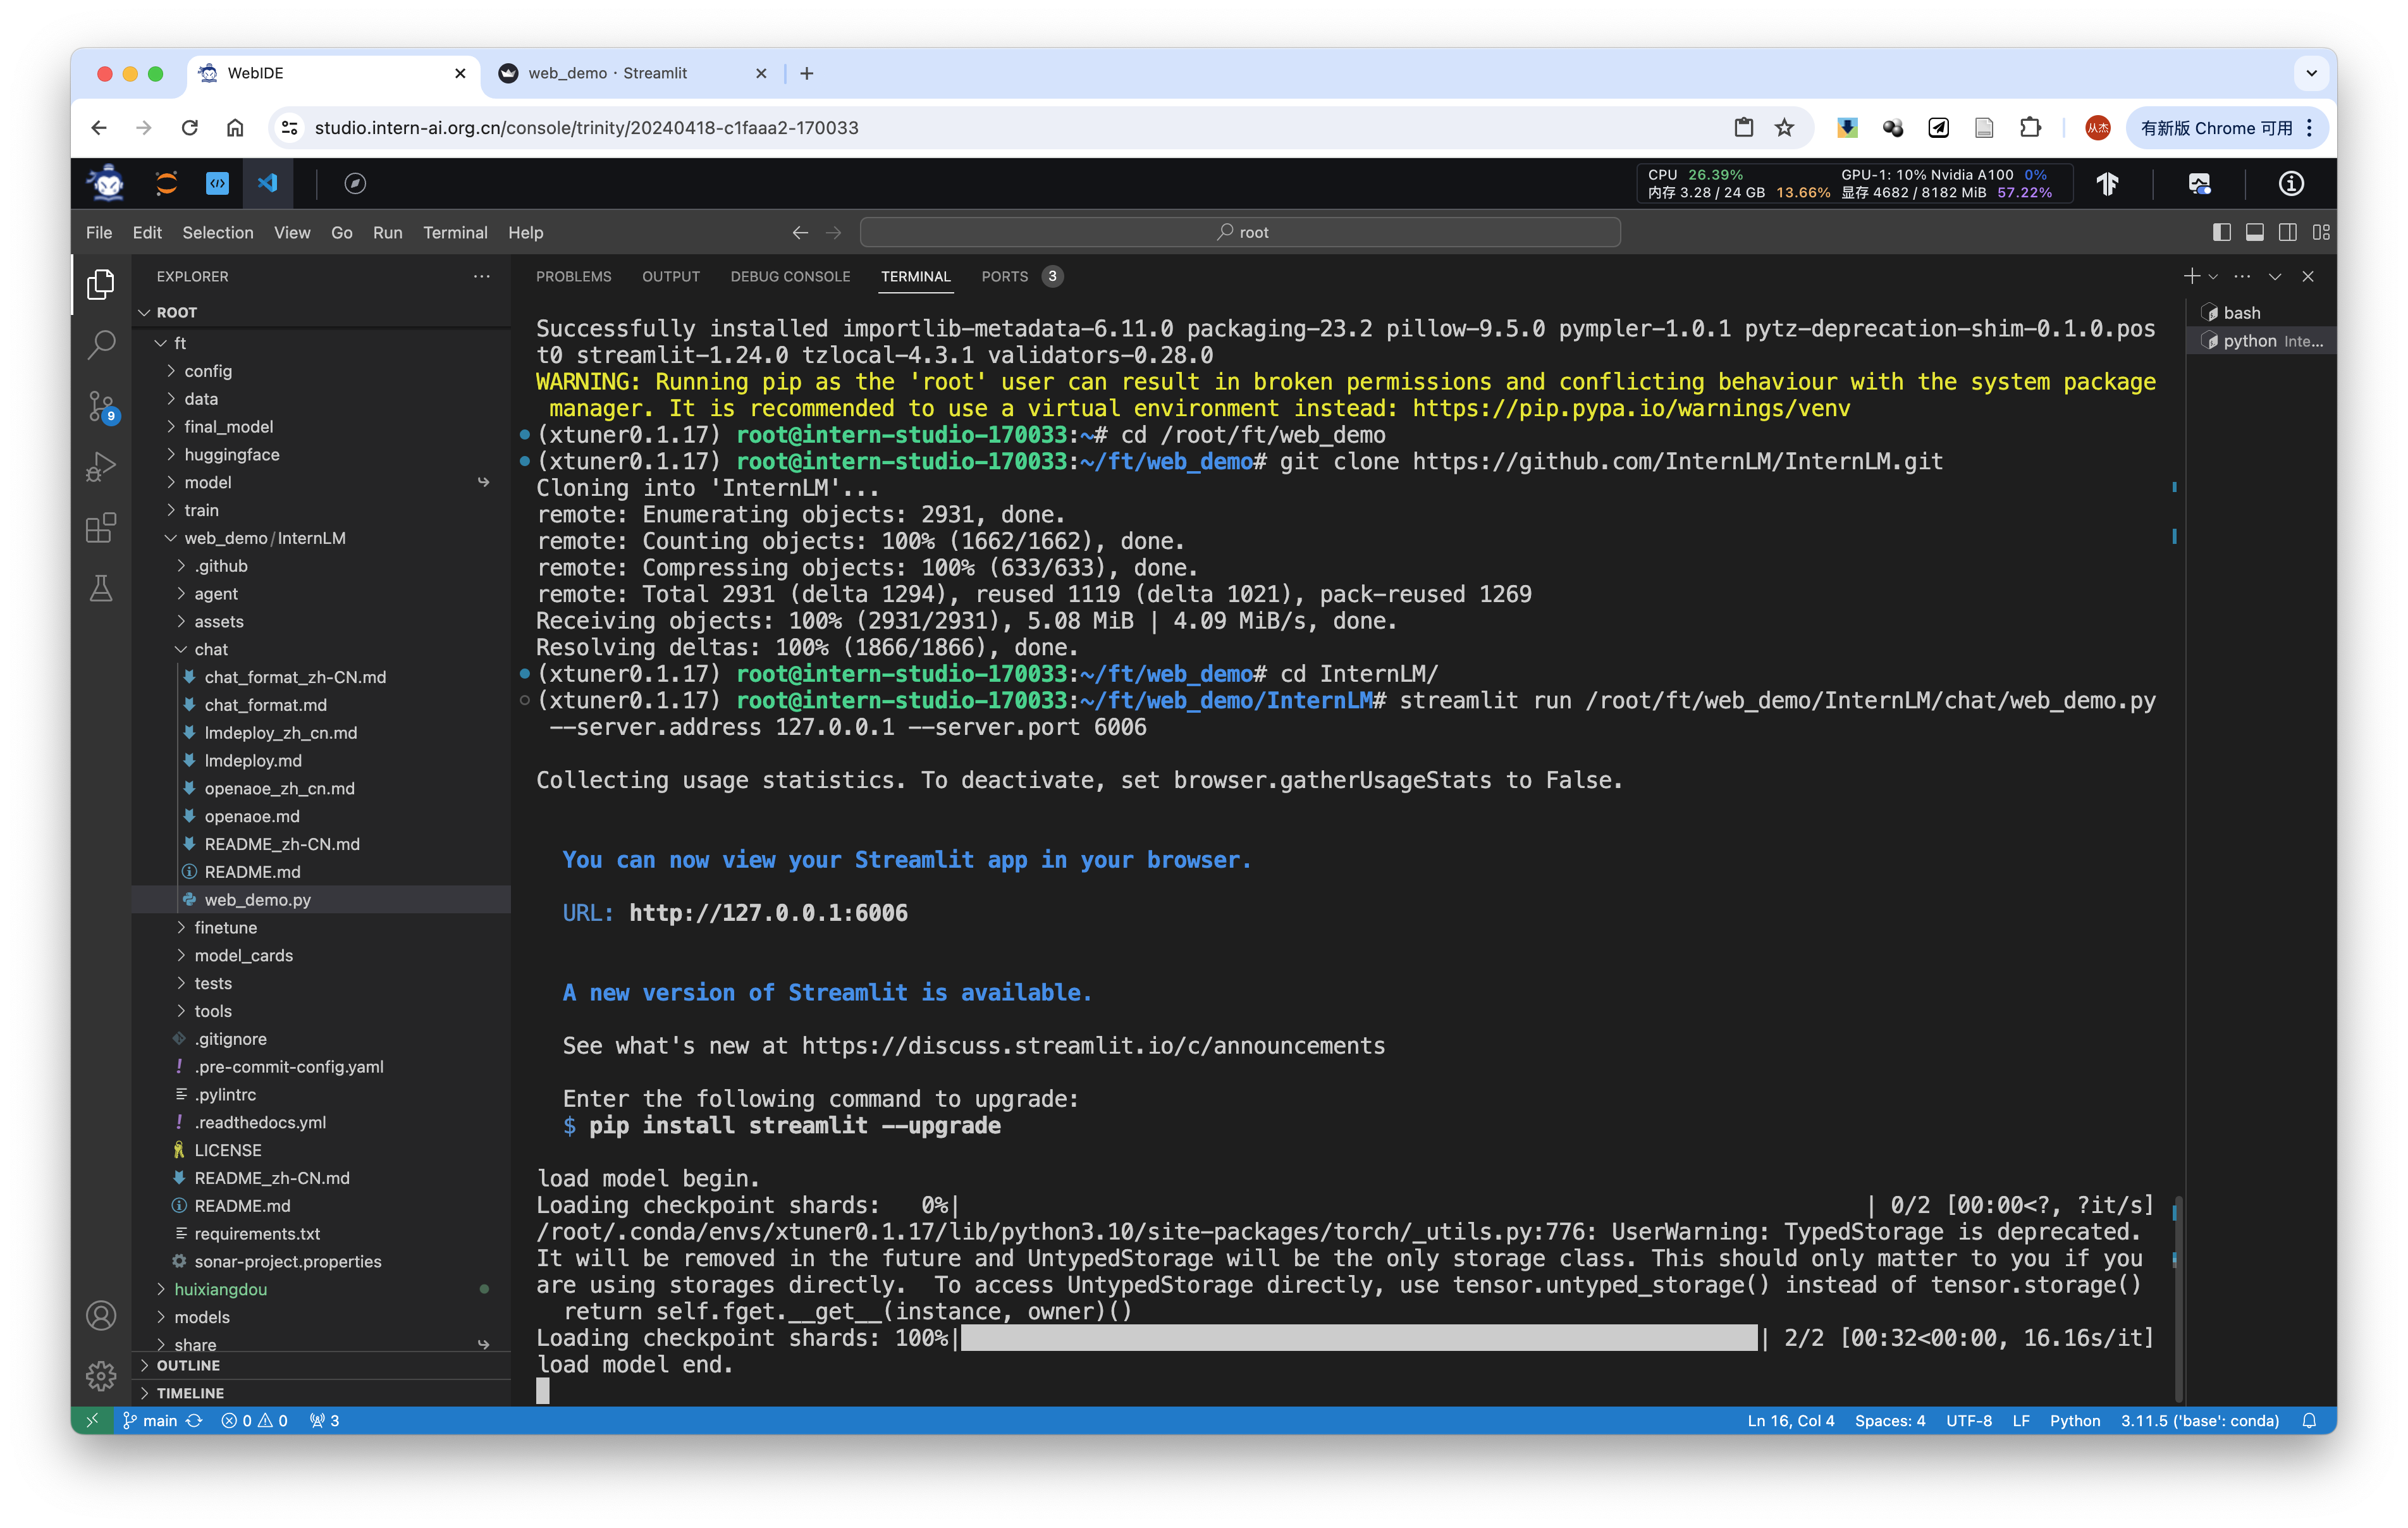 WebIDE
web_demo · Streamlit
studio.intern-ai.org.cn/console/trinity/20240418-c1faaa2-170033
从杰
有新版 Chrome 可用
CPU 26.39% GPU-1: 10% Nvidia A100 0%
内存 3.28 / 24 GB 13.66% 显存 4682 / 8182 MiB 57.22%
File Edit Selection View Go Run Terminal Help
root
EXPLORER
ROOT
ft
config
data
final_model
huggingface
model
train
web_demo/InternLM
.github
agent
assets
chat
chat_format_zh-CN.md
chat_format.md
lmdeploy_zh_cn.md
lmdeploy.md
openaoe_zh_cn.md
openaoe.md
README_zh-CN.md
README.md
web_demo.py
finetune
model_cards
tests
tools
.gitignore
.pre-commit-config.yaml
.pylintrc
.readthedocs.yml
LICENSE
README_zh-CN.md
README.md
requirements.txt
sonar-project.properties
huixiangdou
models
share
OUTLINE
TIMELINE
9
PROBLEMS OUTPUT DEBUG CONSOLE TERMINAL PORTS 3
bash
python Inte...
Successfully installed importlib-metadata-6.11.0 packaging-23.2 pillow-9.5.0 pympler-1.0.1 pytz-deprecation-shim-0.1.0.pos
t0 streamlit-1.24.0 tzlocal-4.3.1 validators-0.28.0
WARNING: Running pip as the 'root' user can result in broken permissions and conflicting behaviour with the system package
manager. It is recommended to use a virtual environment instead: https://pip.pypa.io/warnings/venv
(xtuner0.1.17) root@intern-studio-170033:~# cd /root/ft/web_demo
(xtuner0.1.17) root@intern-studio-170033:~/ft/web_demo# git clone https://github.com/InternLM/InternLM.git
Cloning into 'InternLM'...
remote: Enumerating objects: 2931, done.
remote: Counting objects: 100% (1662/1662), done.
remote: Compressing objects: 100% (633/633), done.
remote: Total 2931 (delta 1294), reused 1119 (delta 1021), pack-reused 1269
Receiving objects: 100% (2931/2931), 5.08 MiB | 4.09 MiB/s, done.
Resolving deltas: 100% (1866/1866), done.
(xtuner0.1.17) root@intern-studio-170033:~/ft/web_demo# cd InternLM/
(xtuner0.1.17) root@intern-studio-170033:~/ft/web_demo/InternLM# streamlit run /root/ft/web_demo/InternLM/chat/web_demo.py
--server.address 127.0.0.1 --server.port 6006
Collecting usage statistics. To deactivate, set browser.gatherUsageStats to False.
You can now view your Streamlit app in your browser.
URL: http://127.0.0.1:6006
A new version of Streamlit is available.
See what's new at https://discuss.streamlit.io/c/announcements
Enter the following command to upgrade:
$ pip install streamlit --upgrade
load model begin.
Loading checkpoint shards: 0%| | 0/2 [00:00<?, ?it/s]
/root/.conda/envs/xtuner0.1.17/lib/python3.10/site-packages/torch/_utils.py:776: UserWarning: TypedStorage is deprecated.
It will be removed in the future and UntypedStorage will be the only storage class. This should only matter to you if you
are using storages directly.  To access UntypedStorage directly, use tensor.untyped_storage() instead of tensor.storage()
return self.fget.__get__(instance, owner)()
Loading checkpoint shards: 100%| | 2/2 [00:32<00:00, 16.16s/it]
load model end.
main 0 0 3
Ln 16, Col 4 Spaces: 4 UTF-8 LF Python 3.11.5 ('base': conda)